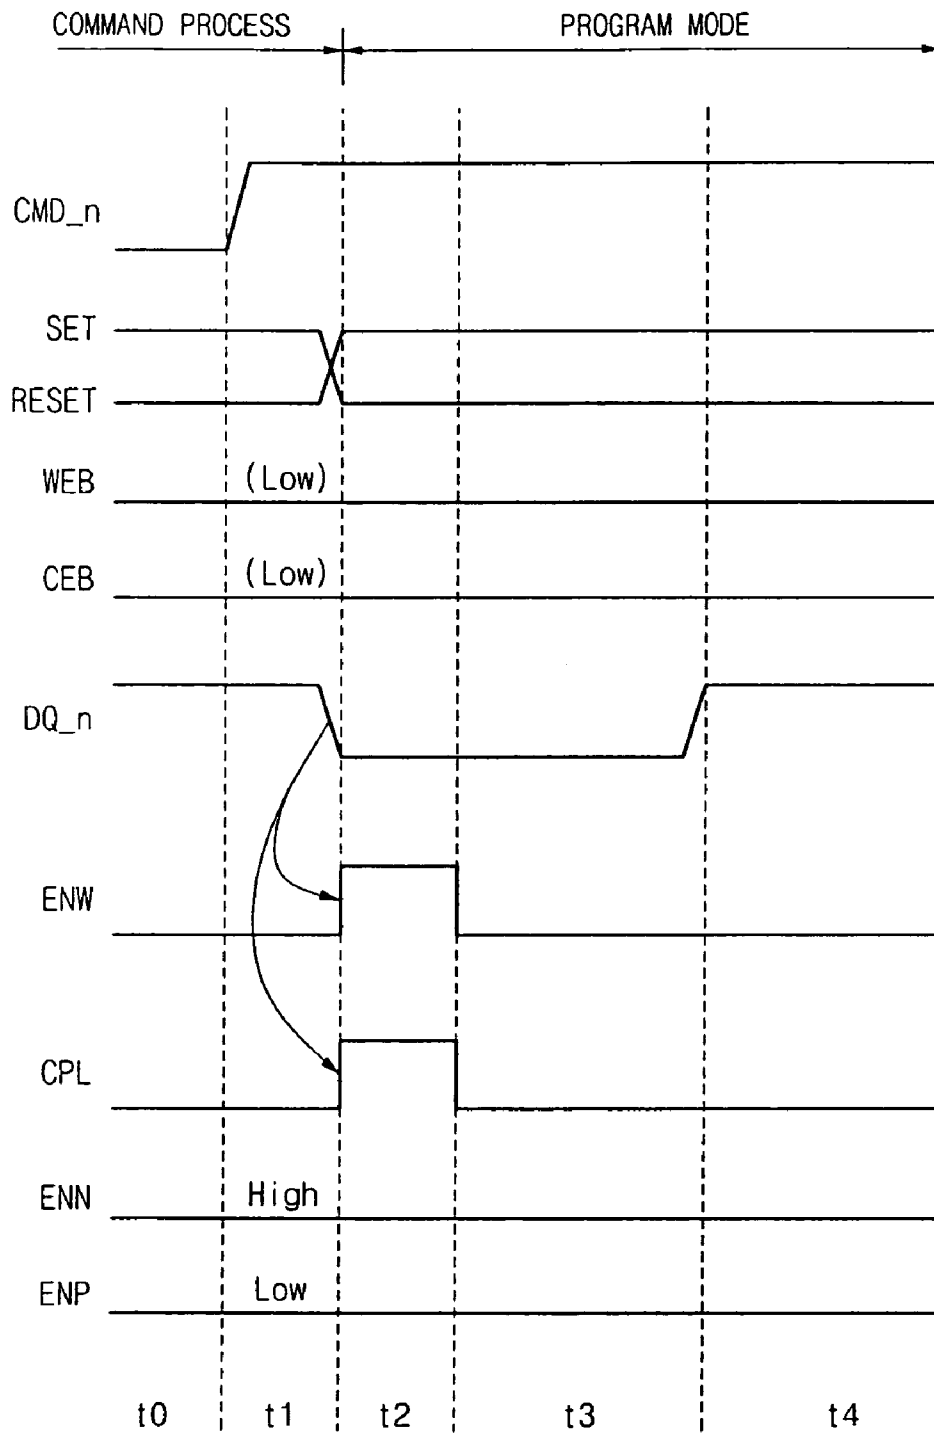 COMMAND PROCESS PROGRAM MODE
CMD_n
SET
RESET
WEB (Low)
CEB (Low)
DQ_n
ENW
CPL
ENN High
ENP Low
t0 t1 t2 t3 t4